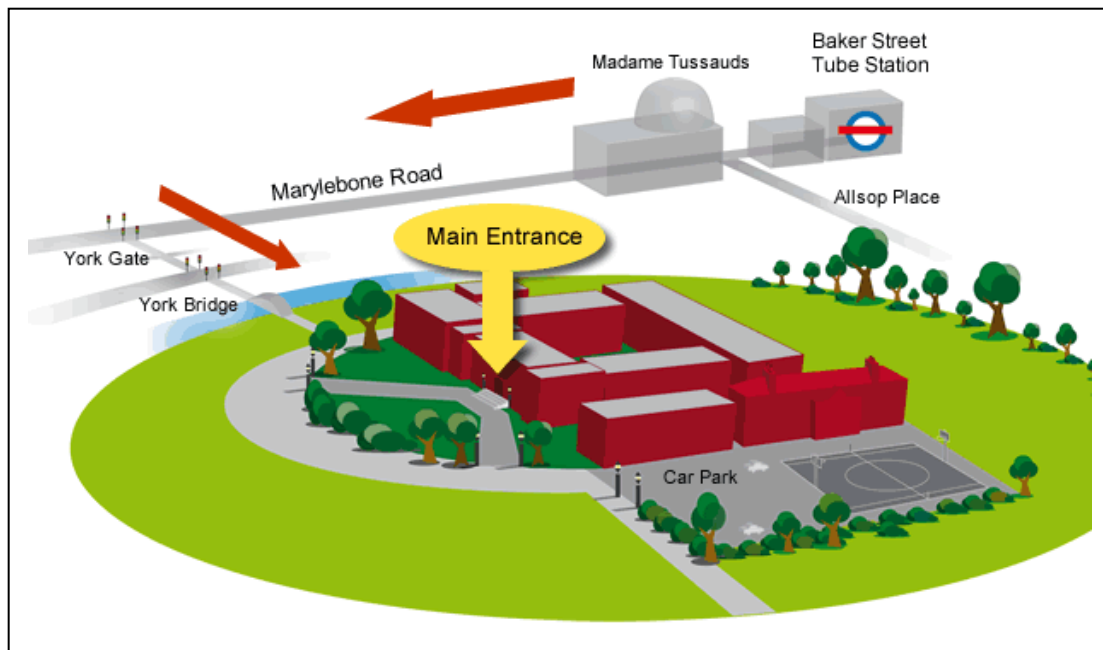 Baker Street
Tube Station
Madame Tussauds
Marylebone Road
Allsop Place
Main Entrance
York Gate
York Bridge
Car Park